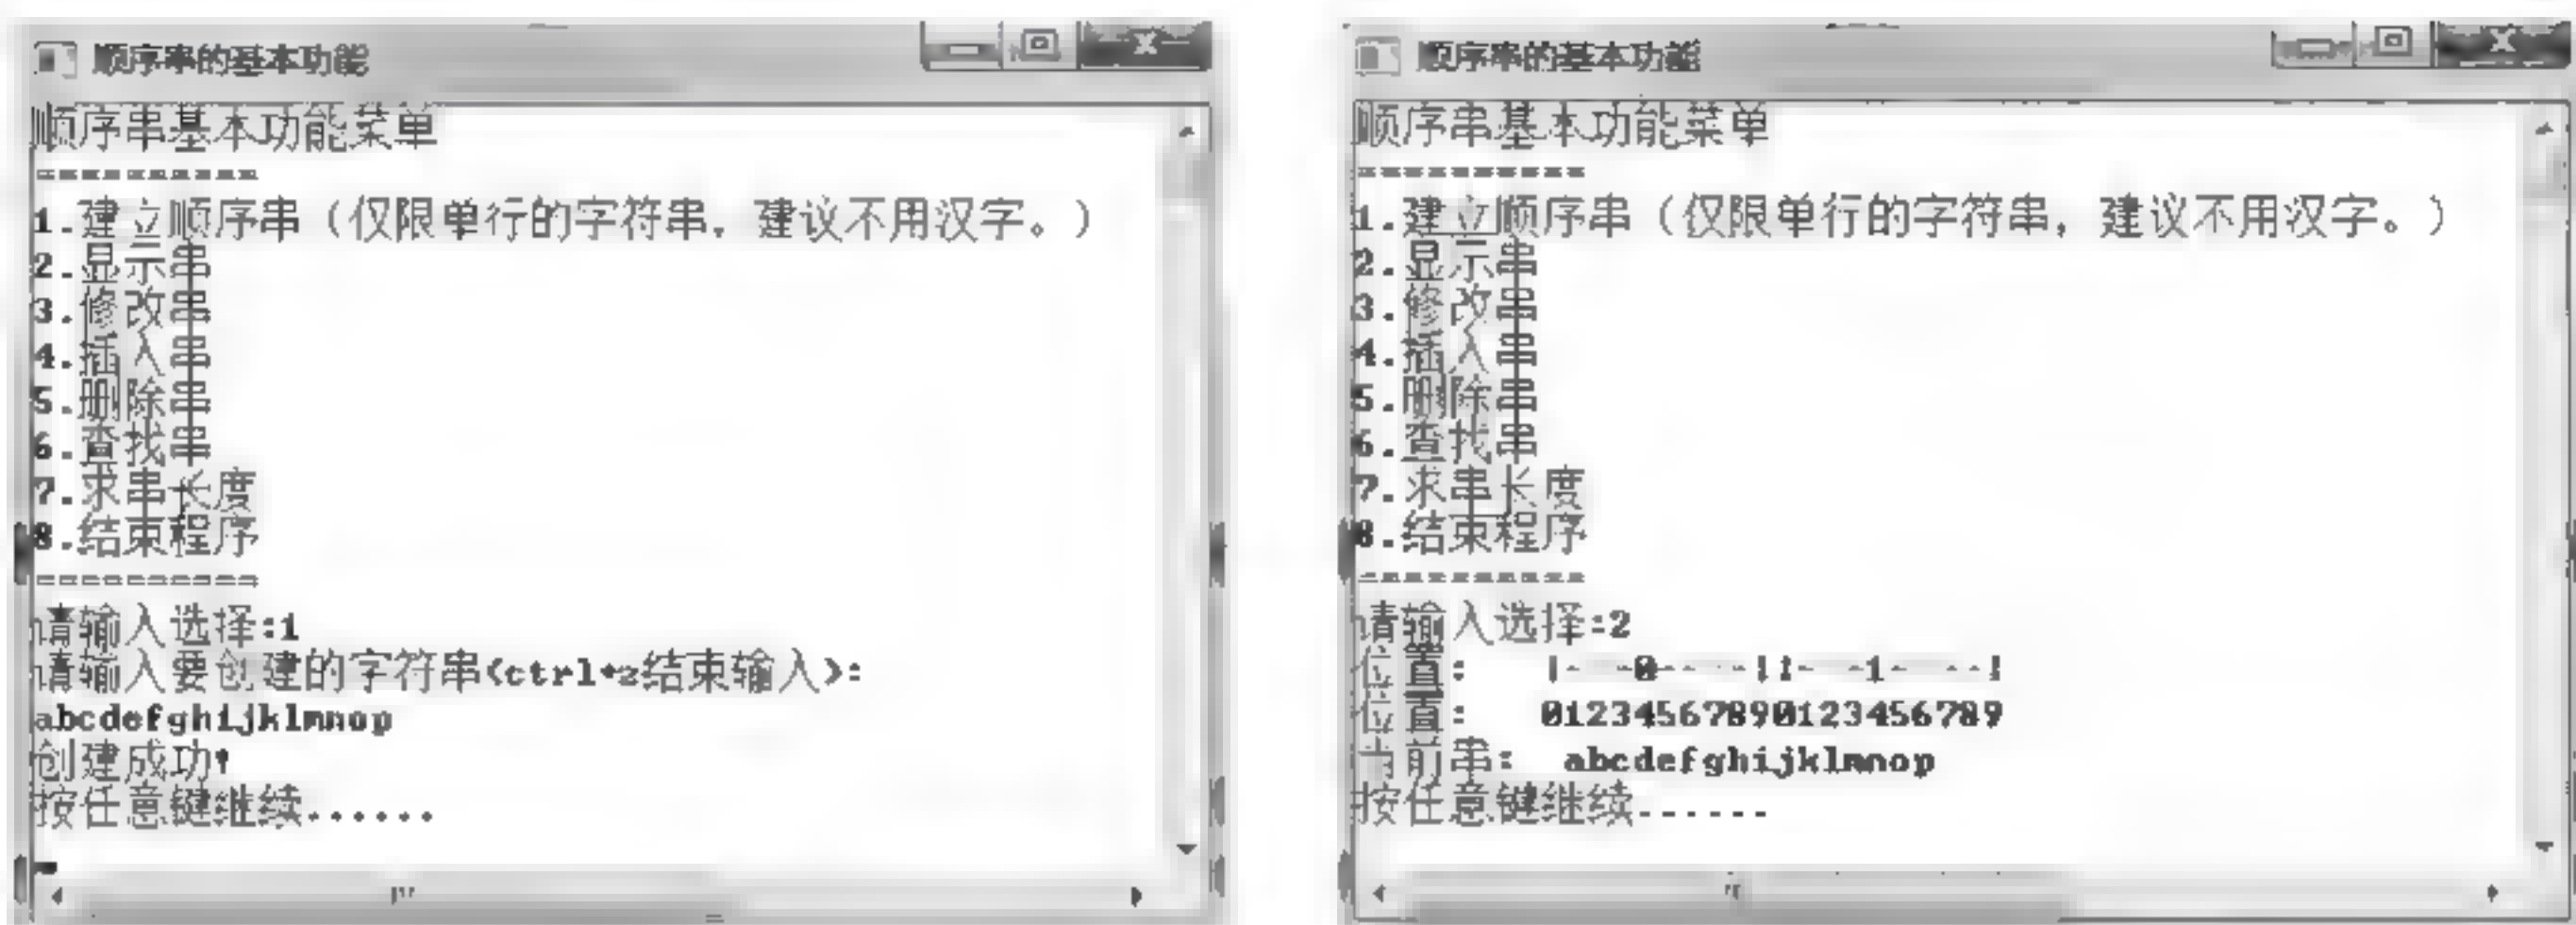 顺序串的基本功能
顺序串基本功能菜单
==========
1.建立顺序串（仅限单行的字符串，建议不用汉字。）
2.显示串
3.修改串
4.插入串
5.删除串
6.查找串
7.求串长度
8.结束程序
==========
请输入选择:1
请输入要创建的字符串(ctrl+z结束输入):
abcdefghijklmnop
创建成功!
按任意键继续......
顺序串的基本功能
顺序串基本功能菜单
==========
1.建立顺序串（仅限单行的字符串，建议不用汉字。）
2.显示串
3.修改串
4.插入串
5.删除串
6.查找串
7.求串长度
8.结束程序
==========
请输入选择:2
位置: |---0----||---1----|
位置: 01234567890123456789
当前串: abcdefghijklmnop
按任意键继续......